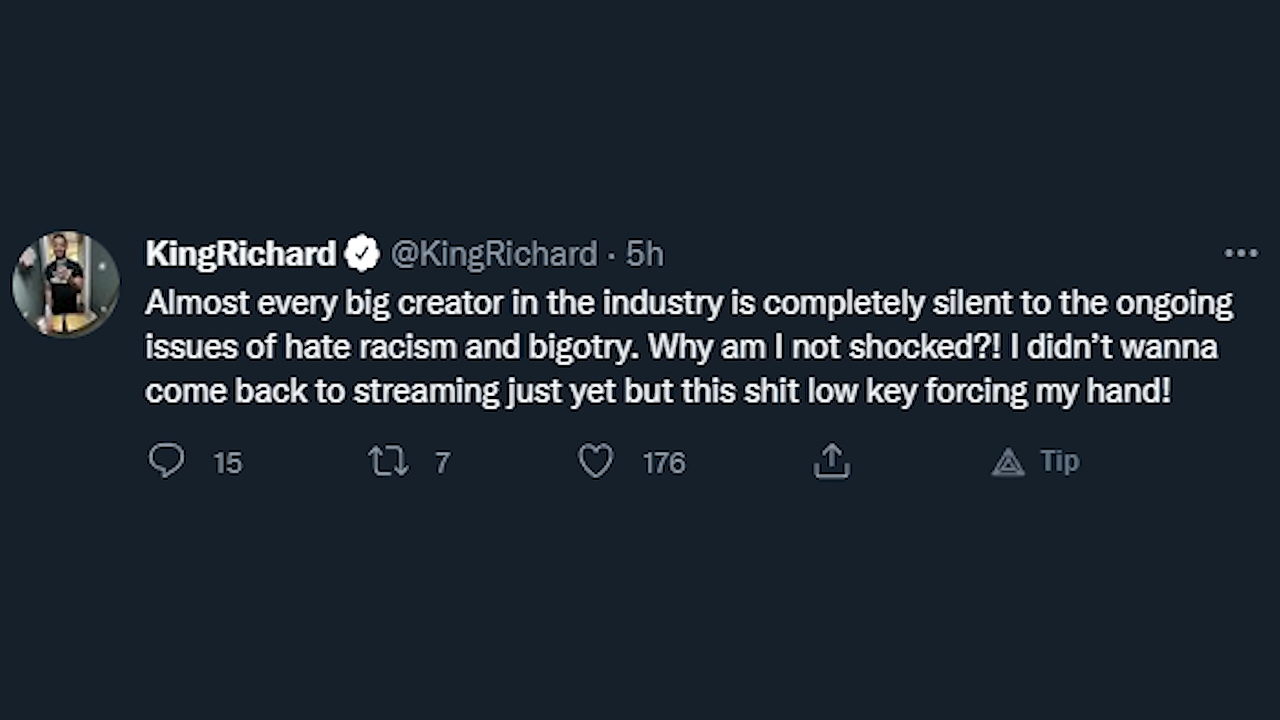 KingRichard @KingRichard · 5h
Almost every big creator in the industry is completely silent to the ongoing
issues of hate racism and bigotry. Why am I not shocked?! I didn’t wanna
come back to streaming just yet but this shit low key forcing my hand!
15 7 176 Tip